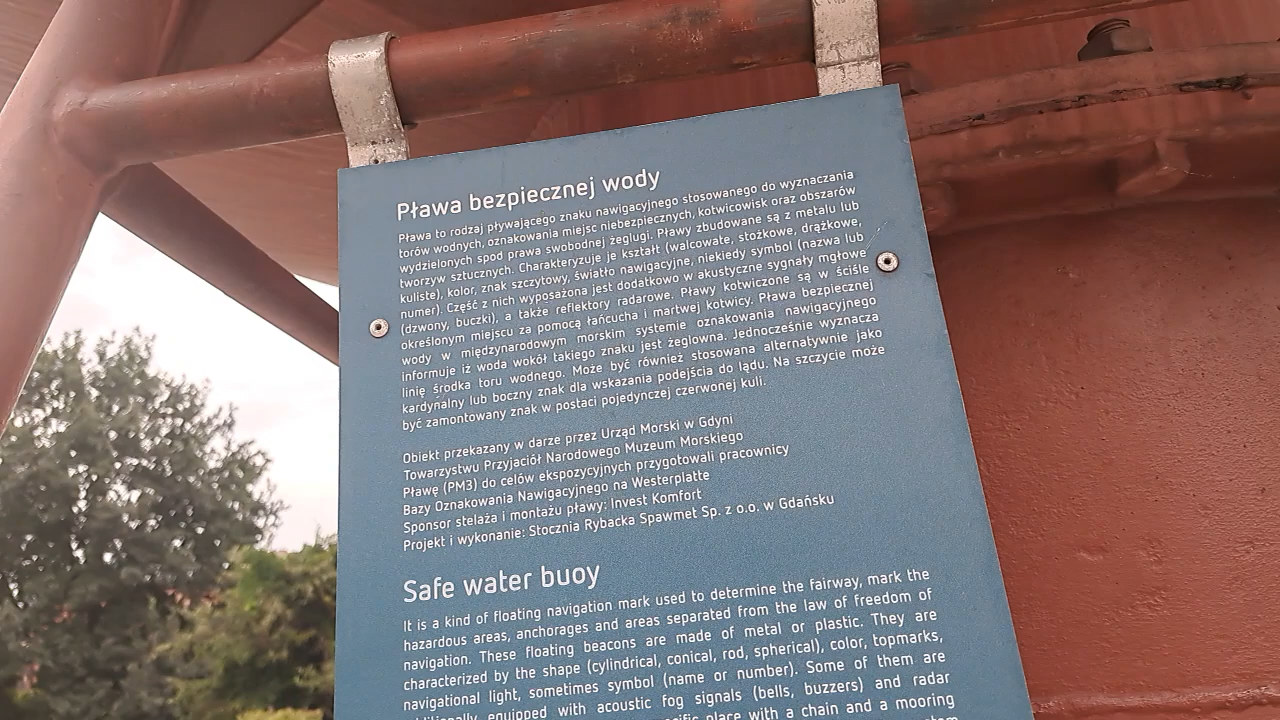 Pława bezpiecznej wody
Pława to rodzaj pływającego znaku nawigacyjnego stosowanego do wyznaczania
torów wodnych, oznakowania miejsc niebezpiecznych, kotwicowisk oraz obszarów
wydzielonych spod prawa swobodnej żeglugi. Pławy zbudowane są z metalu lub
tworzyw sztucznych. Charakteryzuje je kształt (walcowate, stożkowe, drążkowe,
kuliste), kolor, znak szczytowy, światło nawigacyjne, niekiedy symbol (nazwa lub
numer). Część z nich wyposażona jest dodatkowo w akustyczne sygnały mgłowe
(dzwony, buczki), a także reflektory radarowe. Pławy kotwiczone są w ściśle
określonym miejscu za pomocą łańcucha i martwej kotwicy. Pława bezpiecznej
wody w międzynarodowym morskim systemie oznakowania nawigacyjnego
informuje iż woda wokół takiego znaku jest żeglowna. Jednocześnie wyznacza
linię środka toru wodnego. Może być również stosowana alternatywnie jako
kardynalny lub boczny znak dla wskazania podejścia do lądu. Na szczycie może
być zamontowany znak w postaci pojedynczej czerwonej kuli.
Obiekt przekazany w darze przez Urząd Morski w Gdyni
Towarzystwu Przyjaciół Narodowego Muzeum Morskiego
Pławę (PM3) do celów ekspozycyjnych przygotowali pracownicy
Bazy Oznakowania Nawigacyjnego na Westerplatte
Sponsor stelaża i montażu pławy: Invest Komfort
Projekt i wykonanie: Stocznia Rybacka Spawmet Sp. z o.o. w Gdańsku
Safe water buoy
It is a kind of floating navigation mark used to determine the fairway, mark the
hazardous areas, anchorages and areas separated from the law of freedom of
navigation. These floating beacons are made of metal or plastic. They are
characterized by the shape (cylindrical, conical, rod, spherical), color, topmarks,
navigational light, sometimes symbol (name or number). Some of them are
additionally equipped with acoustic fog signals (bells, buzzers) and radar
place with a chain and a mooring